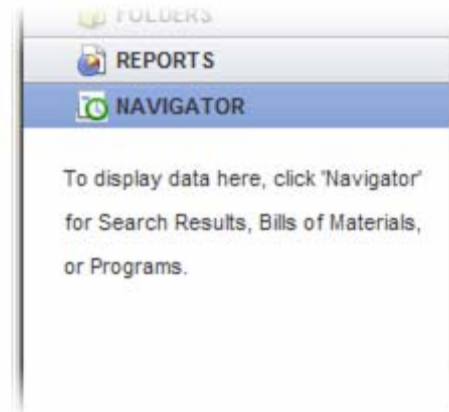 FOLDERS
REPORTS
NAVIGATOR
To display data here, click 'Navigator'
for Search Results, Bills of Materials,
or Programs.